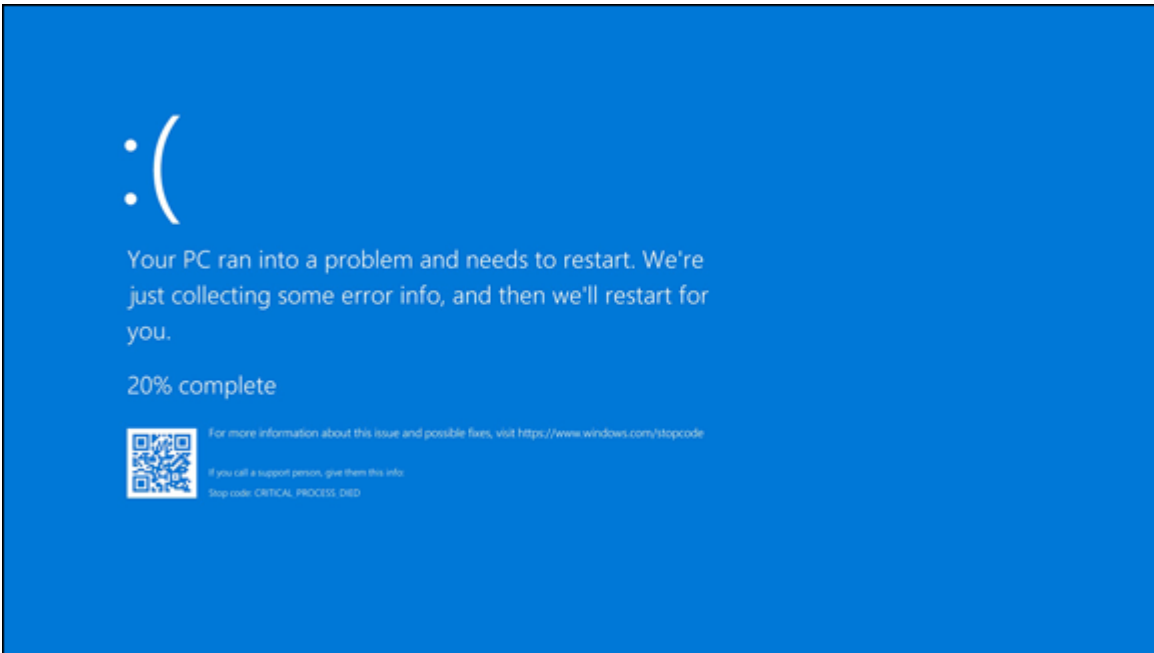 :(
Your PC ran into a problem and needs to restart. We're
just collecting some error info, and then we'll restart for
you.
20% complete
For more information about this issue and possible fixes, visit https://www.windows.com/stopcode
If you call a support person, give them this info:
Stop code: CRITICAL_PROCESS_DIED